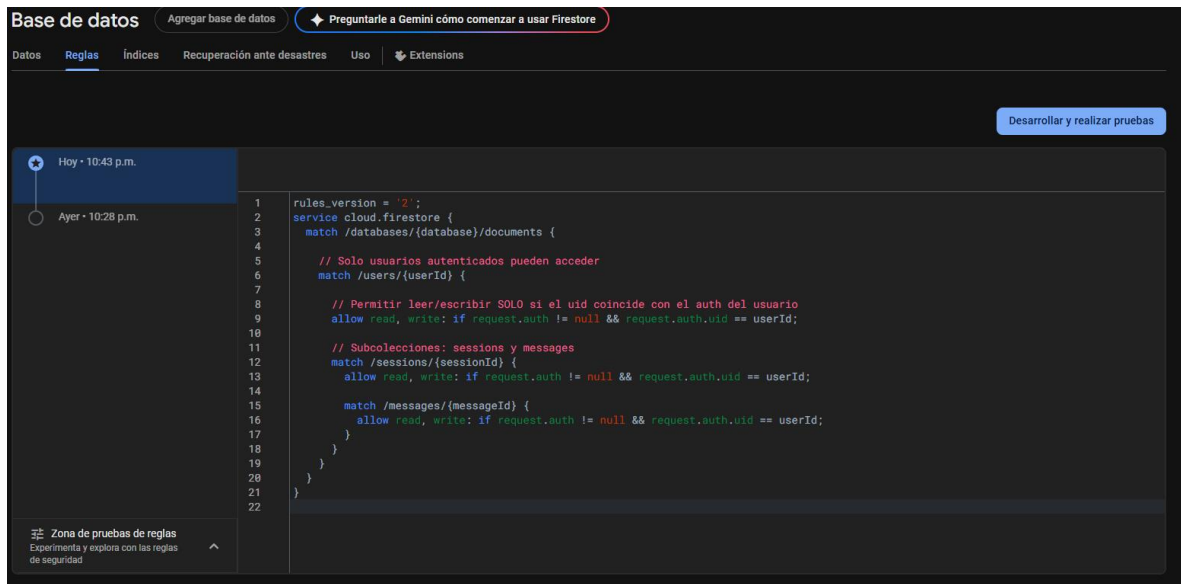 Base de datos
Agregar base de datos
Preguntarle a Gemini cómo comenzar a usar Firestore
Datos Reglas Índices Recuperación ante desastres Uso Extensions
Desarrollar y realizar pruebas
Hoy • 10:43 p.m.
Ayer • 10:28 p.m.
1 rules_version = '2';
2 service cloud.firestore {
3   match /databases/{database}/documents {
4
5     // Solo usuarios autenticados pueden acceder
6     match /users/{userId} {
7
8       // Permitir leer/escribir SOLO si el uid coincide con el auth del usuario
9       allow read, write: if request.auth != null && request.auth.uid == userId;
10
11       // Subcolecciones: sessions y messages
12       match /sessions/{sessionId} {
13         allow read, write: if request.auth != null && request.auth.uid == userId;
14
15         match /messages/{messageId} {
16           allow read, write: if request.auth != null && request.auth.uid == userId;
17         }
18       }
19     }
20   }
21 }
22
Zona de pruebas de reglas
Experimenta y explora con las reglas
de seguridad